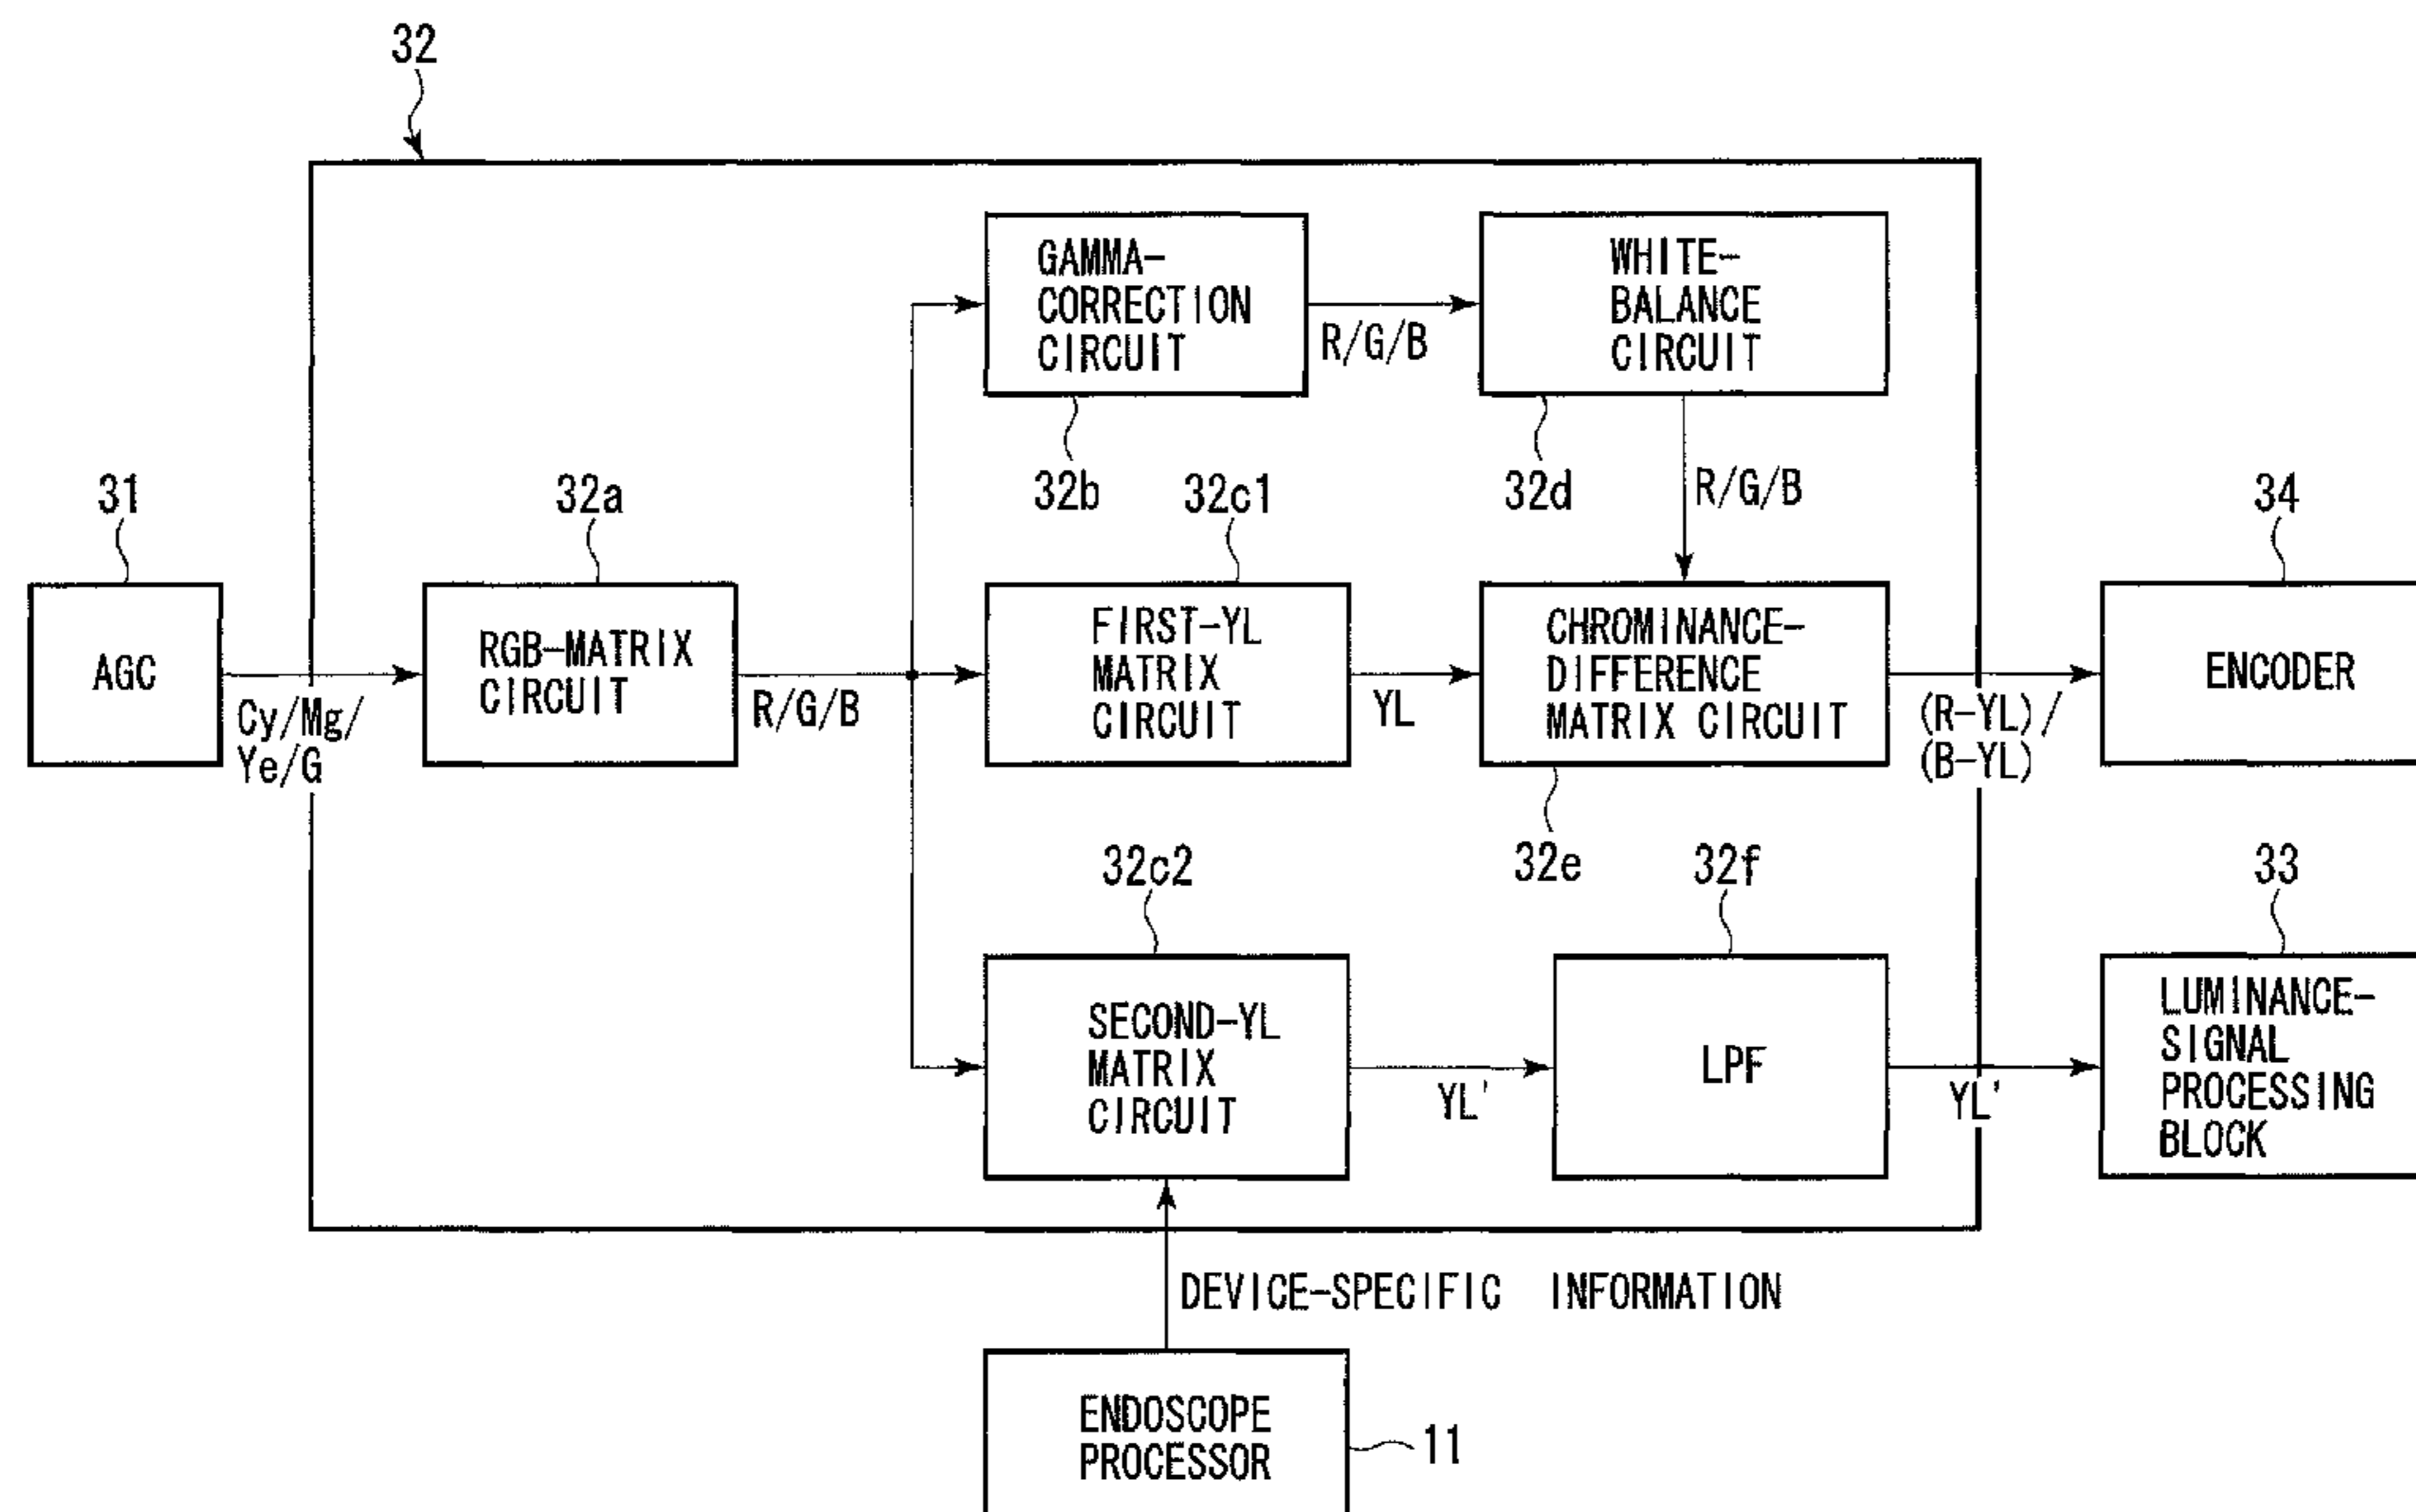 32
GAMMA-
CORRECTION
CIRCUIT
WHITE-
BALANCE
CIRCUIT
R/G/B
32b
32d
R/G/B
31
32a
32c1
34
AGC
Cy/Mg/
Ye/G
RGB-MATRIX
CIRCUIT
R/G/B
FIRST-YL
MATRIX
CIRCUIT
YL
CHROMINANCE-
DIFFERENCE
MATRIX CIRCUIT
(R-YL)/
(B-YL)
ENCODER
32e
32c2
32f
33
SECOND-YL
MATRIX
CIRCUIT
YL'
LPF
YL'
LUMINANCE-
SIGNAL
PROCESSING
BLOCK
DEVICE-SPECIFIC INFORMATION
ENDOSCOPE
PROCESSOR
11